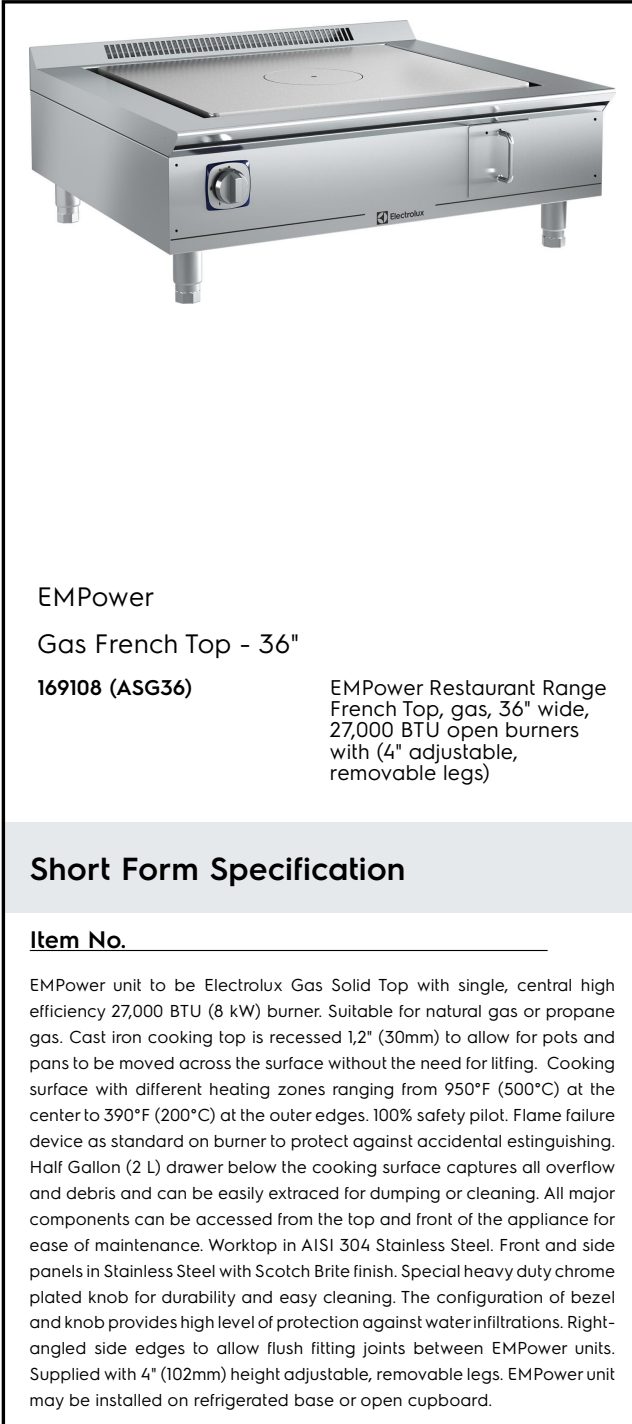 Electrolux
EMPower
Gas French Top - 36"
169108 (ASG36)
EMPower Restaurant Range
French Top, gas, 36" wide,
27,000 BTU open burners
with (4" adjustable,
removable legs)
Short Form Specification
Item No.
EMPower unit to be Electrolux Gas Solid Top with single, central high
efficiency 27,000 BTU (8 kW) burner. Suitable for natural gas or propane
gas. Cast iron cooking top is recessed 1,2" (30mm) to allow for pots and
pans to be moved across the surface without the need for litfing. Cooking
surface with different heating zones ranging from 950°F (500°C) at the
center to 390°F (200°C) at the outer edges. 100% safety pilot. Flame failure
device as standard on burner to protect against accidental estinguishing.
Half Gallon (2 L) drawer below the cooking surface captures all overflow
and debris and can be easily extraced for dumping or cleaning. All major
components can be accessed from the top and front of the appliance for
ease of maintenance. Worktop in AISI 304 Stainless Steel. Front and side
panels in Stainless Steel with Scotch Brite finish. Special heavy duty chrome
plated knob for durability and easy cleaning. The configuration of bezel
and knob provides high level of protection against water infiltrations. Right-
angled side edges to allow flush fitting joints between EMPower units.
Supplied with 4" (102mm) height adjustable, removable legs. EMPower unit
may be installed on refrigerated base or open cupboard.